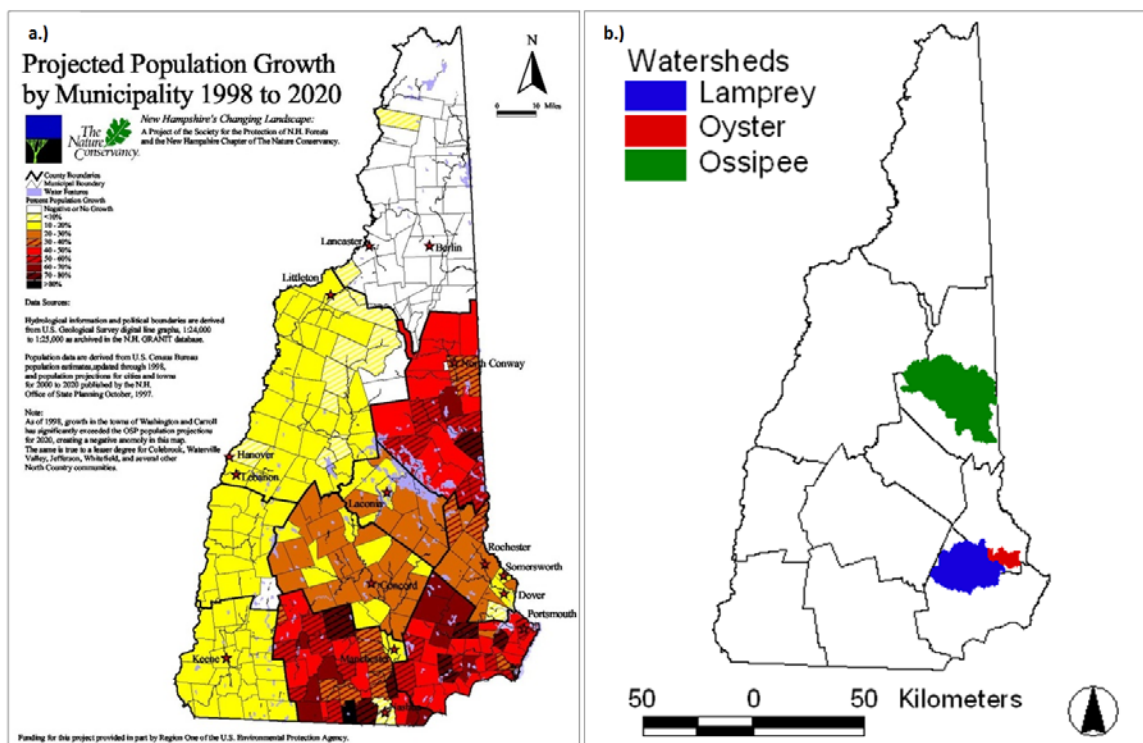 a.)
Projected Population Growth
by Municipality 1998 to 2020
N
10 0 10 Miles
The
Nature
Conservancy.
New Hampshire's Changing Landscape:
A Project of the Society for the Protection of N.H. Forests
and the New Hampshire Chapter of The Nature Conservancy.
County Boundaries
Municipal Boundary
Water Features
Percent Population Growth
Negative or No Growth
<10%
10 - 20%
20 - 30%
30 - 40%
40 - 50%
50 - 60%
60 - 70%
70 - 80%
>80%
Data Sources:
Hydrological information and political boundaries are derived
from U.S. Geological Survey digital line graphs, 1:24,000
to 1:25,000 as archived in the N.H. GRANIT database.
Population data are derived from U.S. Census Bureau
population estimates,updated through 1998,
and population projections for cities and towns
for 2000 to 2020 published by the N.H.
Office of State Planning October, 1997.
Note:
As of 1998, growth in the towns of Washington and Carroll
has significantly exceeded the OSP population projections
for 2020, creating a negative anomoly in this map.
The same is true to a lesser degree for Colebrook, Waterville
Valley, Jefferson, Whitefield, and several other
North Country communities.
Lancaster
Berlin
Littleton
North Conway
Hanover
Lebanon
Laconia
Rochester
Somersworth
Concord
Dover
Portsmouth
Keene
Manchester
Funding for this project provided in part by Region One of the U.S. Environmental Protection Agency.
b.)
Watersheds
Lamprey
Oyster
Ossipee
50 0 50 Kilometers